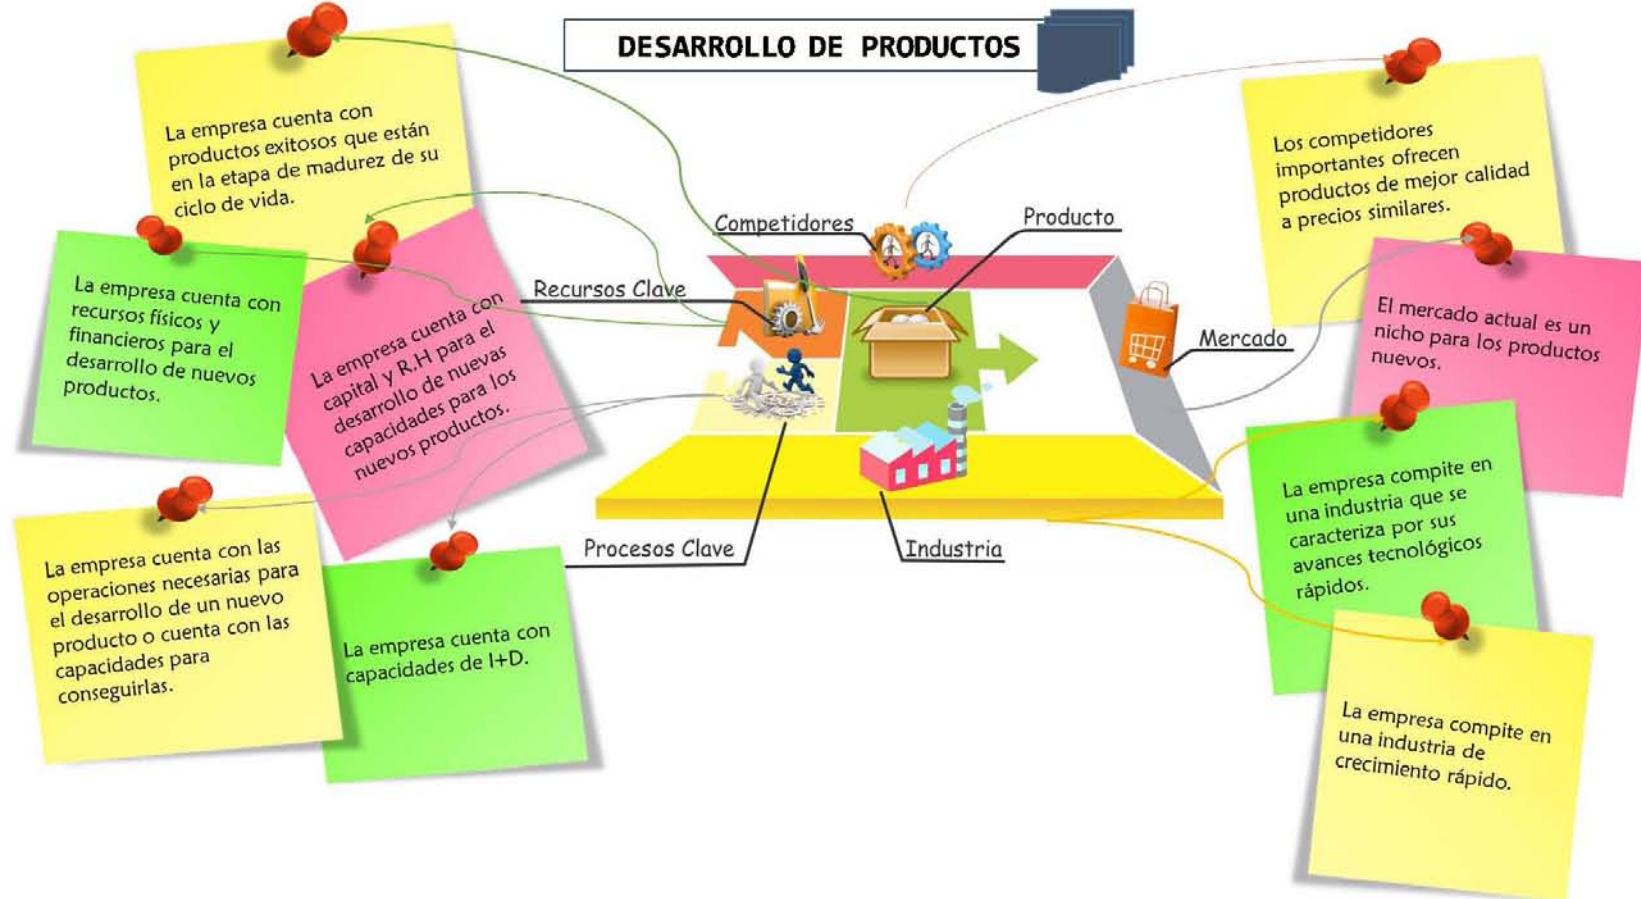 DESARROLLO DE PRODUCTOS
La empresa cuenta con
productos exitosos que están
en la etapa de madurez de su
ciclo de vida.
La empresa cuenta con
recursos físicos y
financieros para el
desarrollo de nuevos
productos.
La empresa cuenta con
capital y R.H para el
desarrollo de nuevas
capacidades para los
nuevos productos.
La empresa cuenta con las
operaciones necesarias para
el desarrollo de un nuevo
producto o cuenta con las
capacidades para
conseguirlas.
La empresa cuenta con
capacidades de I+D.
Competidores
Producto
Recursos Clave
Mercado
Procesos Clave
Industria
Los competidores
importantes ofrecen
productos de mejor calidad
a precios similares.
El mercado actual es un
nicho para los productos
nuevos.
La empresa compite en
una industria que se
caracteriza por sus
avances tecnológicos
rápidos.
La empresa compite en
una industria de
crecimiento rápido.